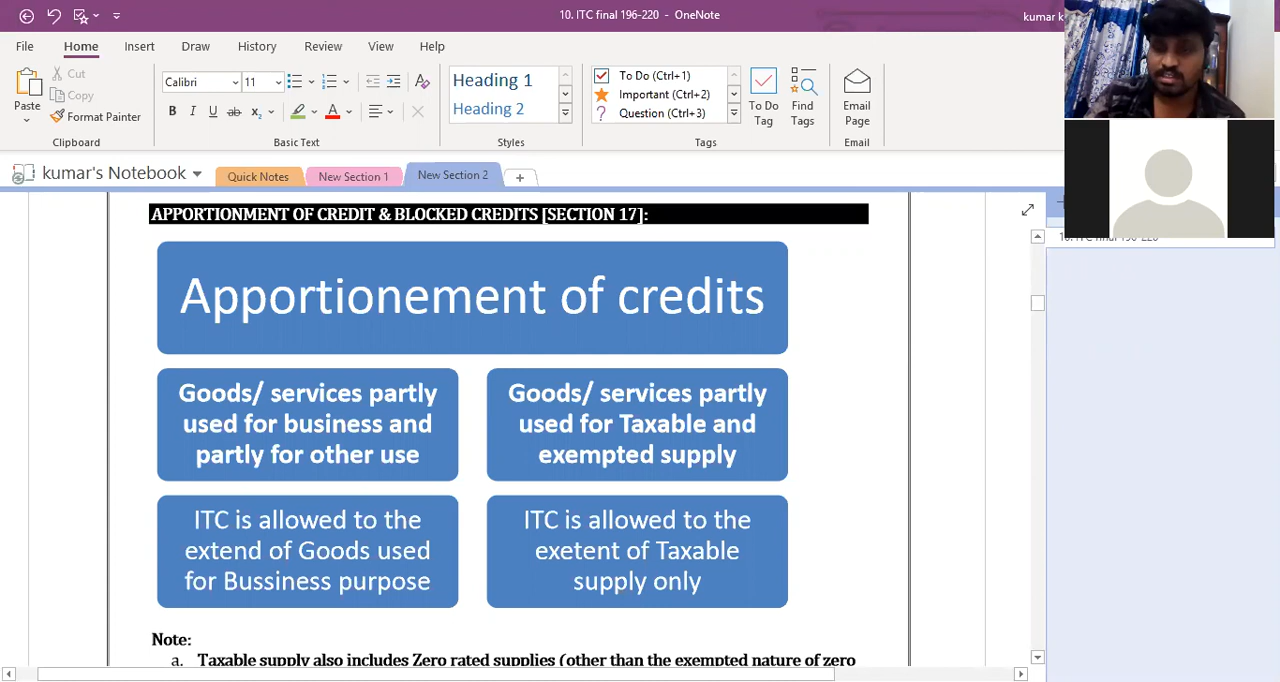 10. ITC final 196-220 - OneNote
kumar k
File Home Insert Draw History Review View Help
Paste
Cut
Copy
Format Painter
Clipboard
Calibri 11
B I U ab x₂ A
Basic Text
Heading 1
Heading 2
Styles
To Do (Ctrl+1)
Important (Ctrl+2)
Question (Ctrl+3)
To Do Tag
Find Tags
Tags
Email Page
Email
kumar's Notebook
Quick Notes
New Section 1
New Section 2
APPORTIONMENT OF CREDIT & BLOCKED CREDITS [SECTION 17]:
Apportionement of credits
Goods/ services partly
used for business and
partly for other use
Goods/ services partly
used for Taxable and
exempted supply
ITC is allowed to the
extend of Goods used
for Bussiness purpose
ITC is allowed to the
exetent of Taxable
supply only
Note:
a. Taxable supply also includes Zero rated supplies (other than the exempted nature of zero